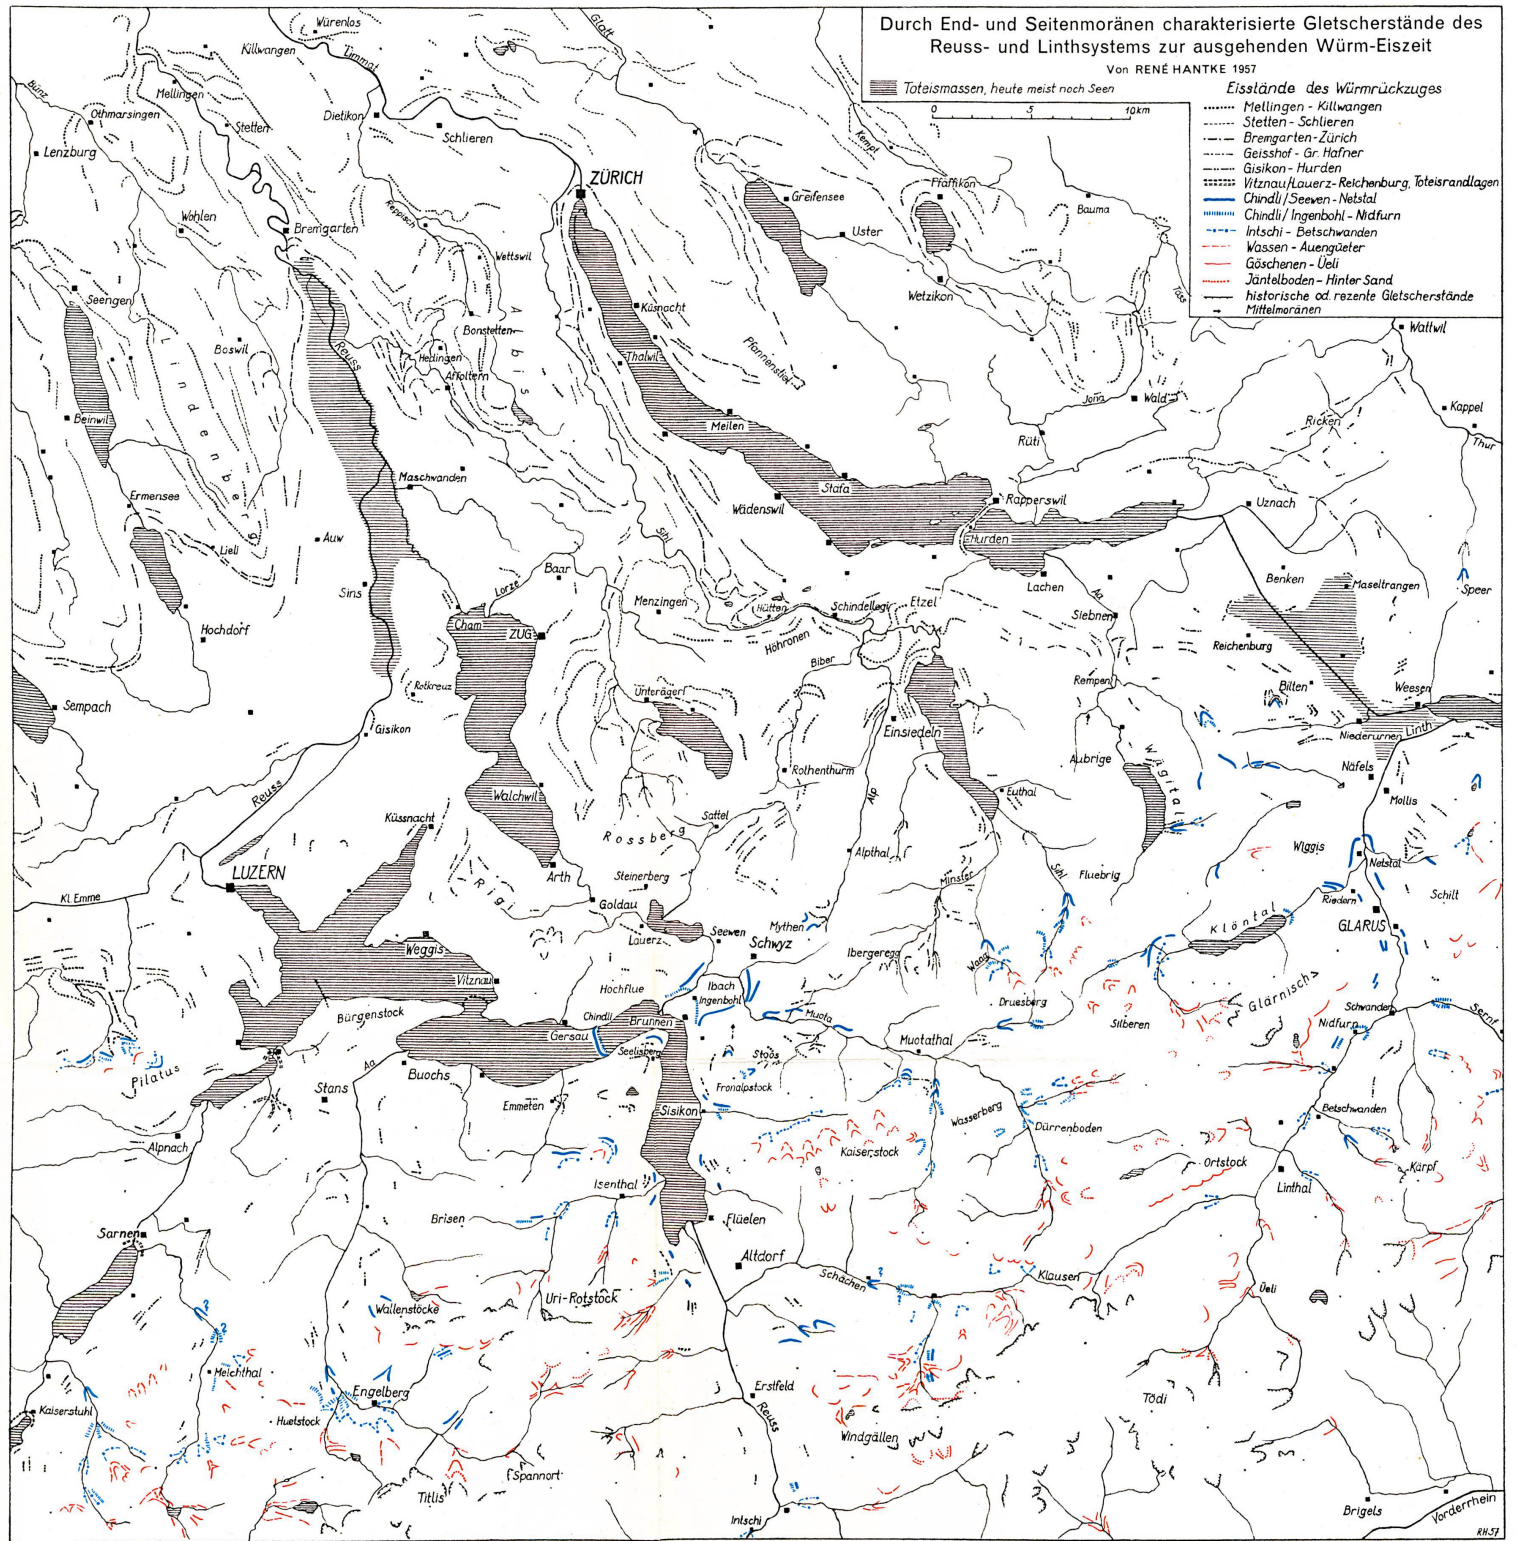 Durch End- und Seitenmoränen charakterisierte Gletscherstände des
Reuss- und Linthsystems zur ausgehenden Würm-Eiszeit
Von RENÉ HANTKE 1957
Toteismassen, heute meist noch Seen
0 5 10km
Eisstände des Würmrückzuges
Mellingen - Killwangen
Stetten - Schlieren
Bremgarten - Zürich
Geisshof - Gr. Hafner
Gisikon - Hurden
Vitznau/Lauerz - Reichenburg, Toteisrandlagen
Chindli/Seewen - Netstal
Chindli/Ingenbohl - Nidfurn
Intschi - Betschwanden
Wassen - Auengüeter
Göschenen - Üeli
Jäntelboden - Hinter Sand
historische od. rezente Gletscherstände
Mittelmoränen
Würenlos
Killwangen
Limmat
Glatt
Bünz
Mellingen
Othmarsingen
Stetten
Dietikon
Schlieren
Kempt
Lenzburg
ZÜRICH
Greifensee
Pfäffikon
Bauma
Wohlen
Bremgarten
Reppisch
Uster
Wettswil
Wetzikon
Töss
Seengen
Küsnacht
Albis
Bonstetten
Wattwil
Boswil
Reuss
Hedingen
Thalwil
Pfannenstiel
Affoltern
Lindenberg
Jona
Wald
Kappel
Beinwil
Meilen
Ricken
Rüti
Thur
Maschwanden
Stäfa
Ermensee
Wädenswil
Rapperswil
Uznach
Auw
Lieli
Sihl
Hurden
Baar
Benken
Maseltrangen
Speer
Sins
Lorze
Lachen
Aa
Menzingen
Hütten
Schindellegi
Etzel
Siebnen
Hochdorf
Cham
ZUG
Höhronen
Biber
Reichenburg
Rotkreuz
Unterägeri
Rempen
Bilten
Weesen
Sempach
Gisikon
Einsiedeln
Niederurnen
Linth
Rothenthurm
Aubrige
Wägital
Näfels
Reuss
Walchwil
Alp
Euthal
Mollis
Küssnacht
Sattel
Rossberg
Wiggis
Netstal
LUZERN
Arth
Steinerberg
Alpthal
Sihl
Fluebrig
Minster
Schilt
Rigi
Kl. Emme
Goldau
Riedern
Klöntal
GLARUS
Lauerz
Seewen
Mythen
Schwyz
Weggis
Ibergeregg
Waag
Vitznau
Hochflue
Ibach
Ingenbohl
Druesberg
Glärnisch
Bürgenstock
Chindli
Brunnen
Muota
Silberen
Schwanden
Sernf
Gersau
Seelisberg
Stoos
Muotathal
Nidfurn
Pilatus
Aa
Buochs
Fronalpstock
Stans
Emmeten
Sisikon
Wasserberg
Betschwanden
Dürrenboden
Alpnach
Kaiserstock
Ortstock
Kärpf
Isenthal
Linthal
Brisen
Flüelen
Sarnen
Altdorf
Schächen
?
Klausen
Üeli
Uri-Rotstock
Wallenstöcke
?
?
Melchthal
Engelberg
Erstfeld
Tödi
Kaiserstuhl
Huetstock
Reuss
Windgällen
Spannort
Titlis
Intschi
Brigels
Vorderrhein
RH.57